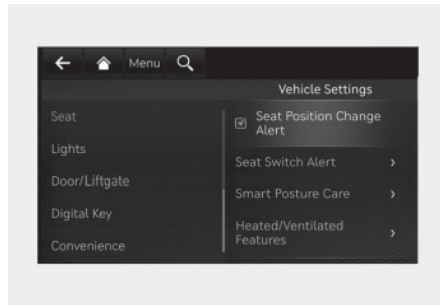 Menu
Vehicle Settings
Seat
Lights
Door/Liftgate
Digital Key
Convenience
Seat Position Change
Alert
Seat Switch Alert
Smart Posture Care
Heated/Ventilated
Features